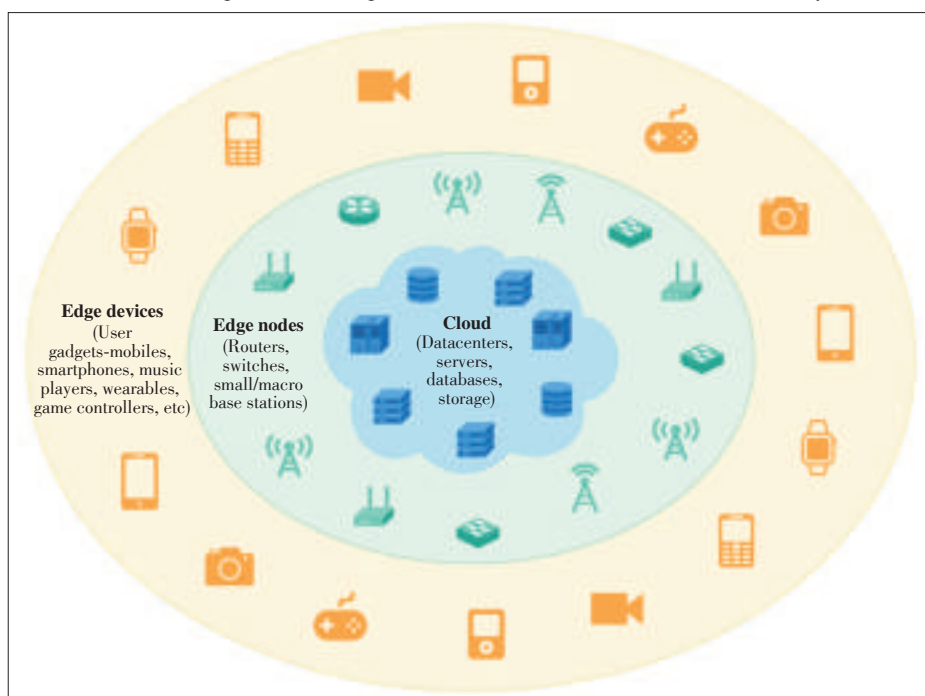 Edge devices
(User
gadgets-mobiles,
smartphones, music
players, wearables,
game controllers, etc)
Edge nodes
(Routers,
switches,
small/macro
base stations)
Cloud
(Datacenters,
servers,
databases,
storage)